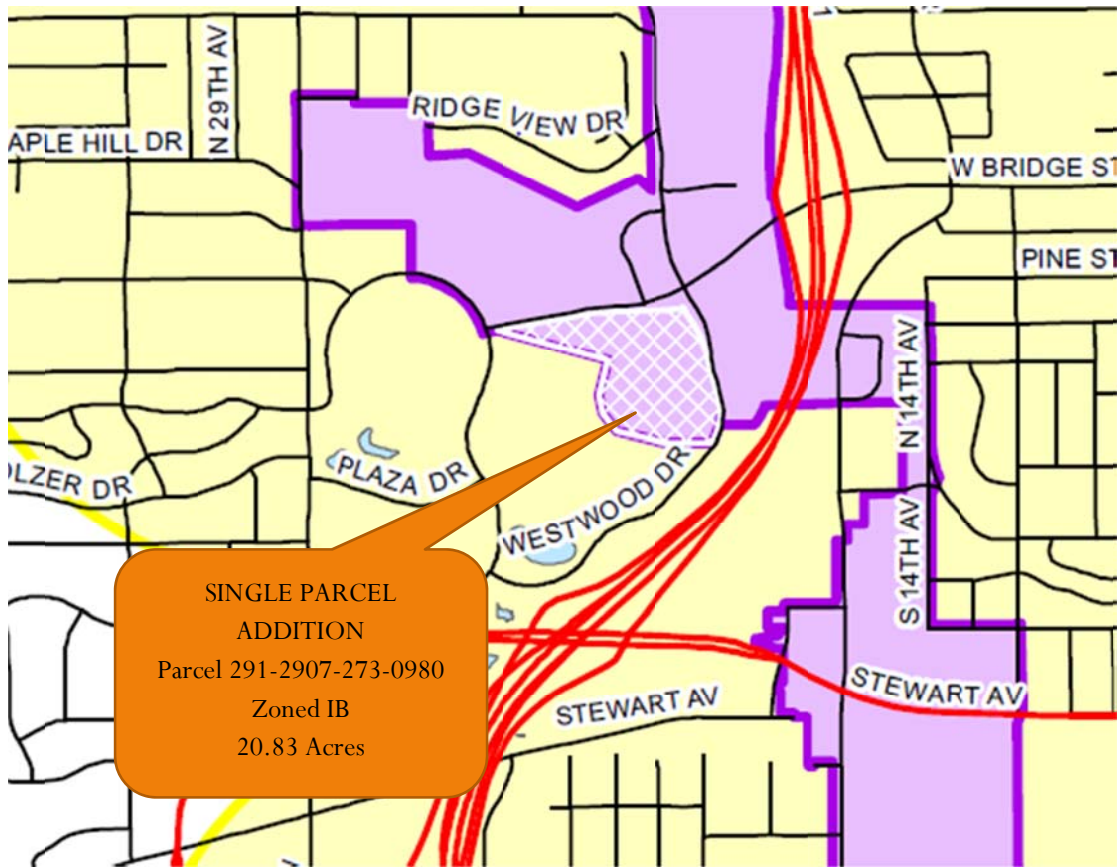 N 29TH AV
RIDGE VIEW DR
APLE HILL DR
W BRIDGE ST
PINE ST
N 14TH AV
PLAZA DR
OLZER DR
WESTWOOD DR
S 14TH AV
SINGLE PARCEL
ADDITION
Parcel 291-2907-273-0980
Zoned IB
20.83 Acres
STEWART AV
STEWART AV